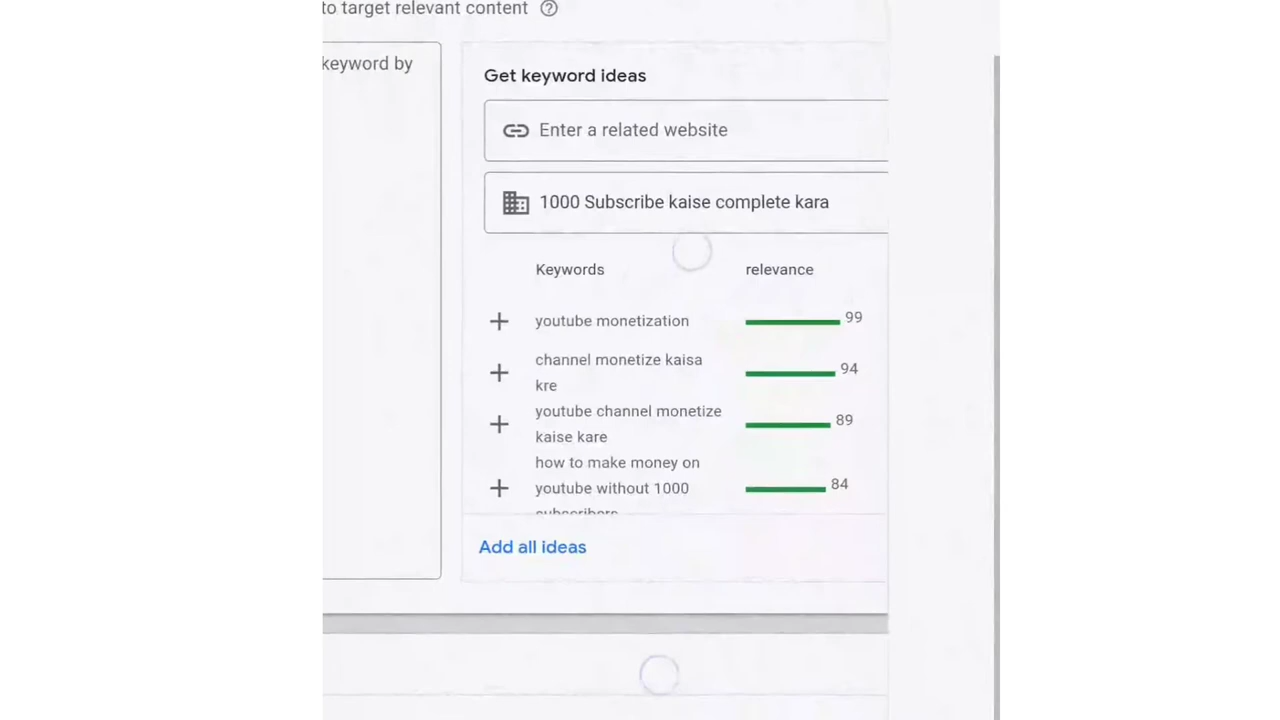 to target relevant content
keyword by
Get keyword ideas
Enter a related website
1000 Subscribe kaise complete kara
Keywords relevance
youtube monetization 99
channel monetize kaisa
kre 94
youtube channel monetize
kaise kare 89
how to make money on
youtube without 1000 84
subscribers
Add all ideas